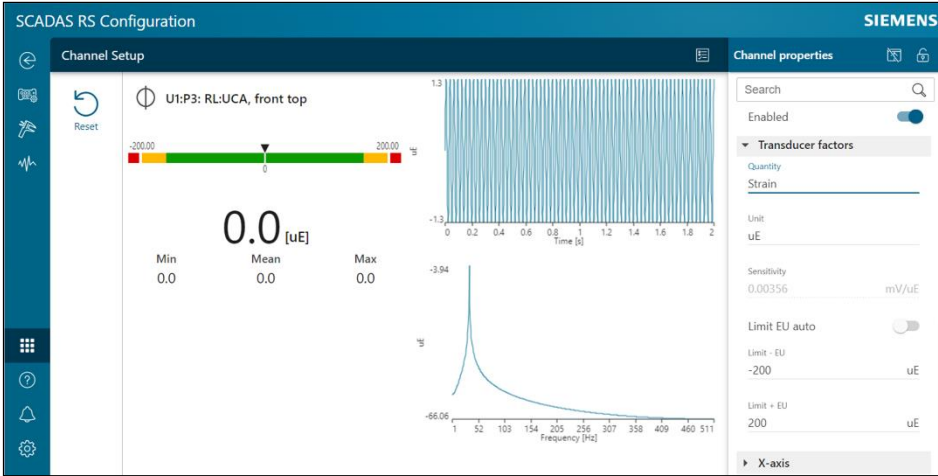 SCADAS RS Configuration
SIEMENS
Channel Setup
Channel properties
Reset
U1:P3: RL:UCA, front top
-200.00
200.00
0
0.0 [uE]
Min Mean Max
0.0 0.0 0.0
1.3
uE
-1.3
0 0.2 0.4 0.6 0.8 1 1.2 1.4 1.6 1.8 2
Time [s]
-3.94
uE
-66.06
1 52 103 154 205 256 307 358 409 460 511
Frequency [Hz]
Search
Enabled
Transducer factors
Quantity
Strain
Unit
uE
Sensitivity
0.00356 mV/uE
Limit EU auto
Limit - EU
-200 uE
Limit + EU
200 uE
X-axis